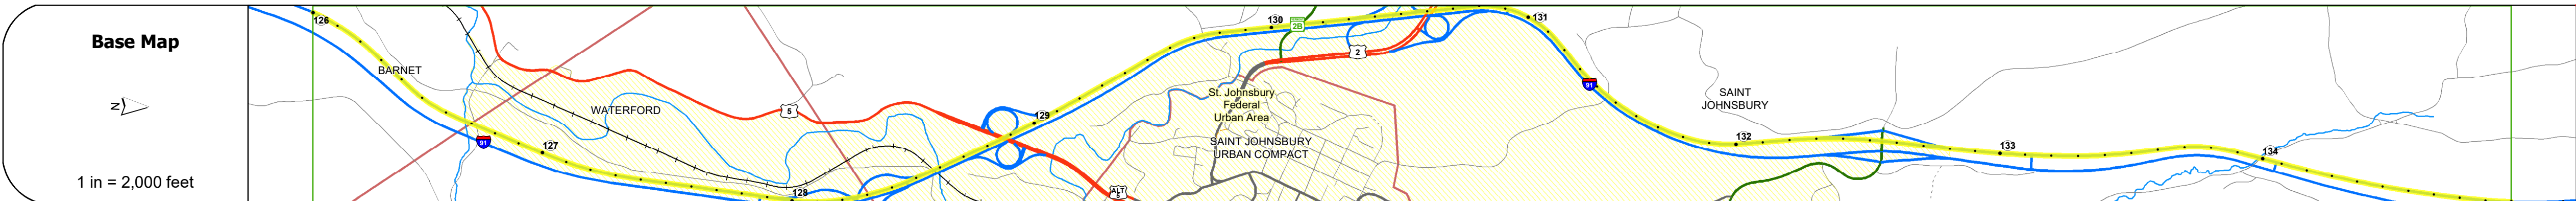 Base Map
N
1 in = 2,000 feet
126
BARNET
91
127
WATERFORD
5
128
129
ALT
5
130
2B
2
St. Johnsbury
Federal
Urban Area
SAINT JOHNSBURY
URBAN COMPACT
131
91
SAINT
JOHNSBURY
132
133
134